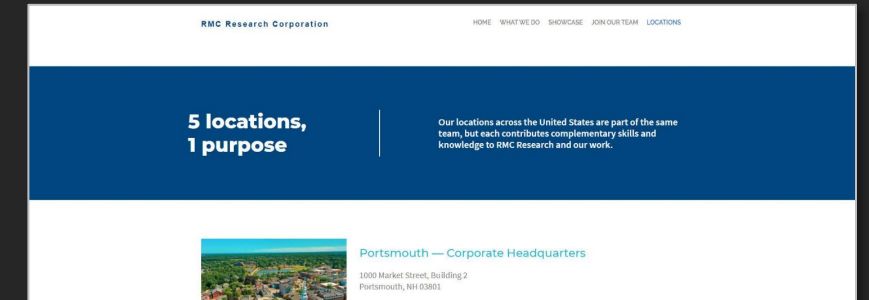 RMC Research Corporation
HOME WHAT WE DO SHOWCASE JOIN OUR TEAM LOCATIONS
5 locations,
1 purpose
Our locations across the United States are part of the same
team, but each contributes complementary skills and
knowledge to RMC Research and our work.
Portsmouth — Corporate Headquarters
1000 Market Street, Building 2
Portsmouth, NH 03801